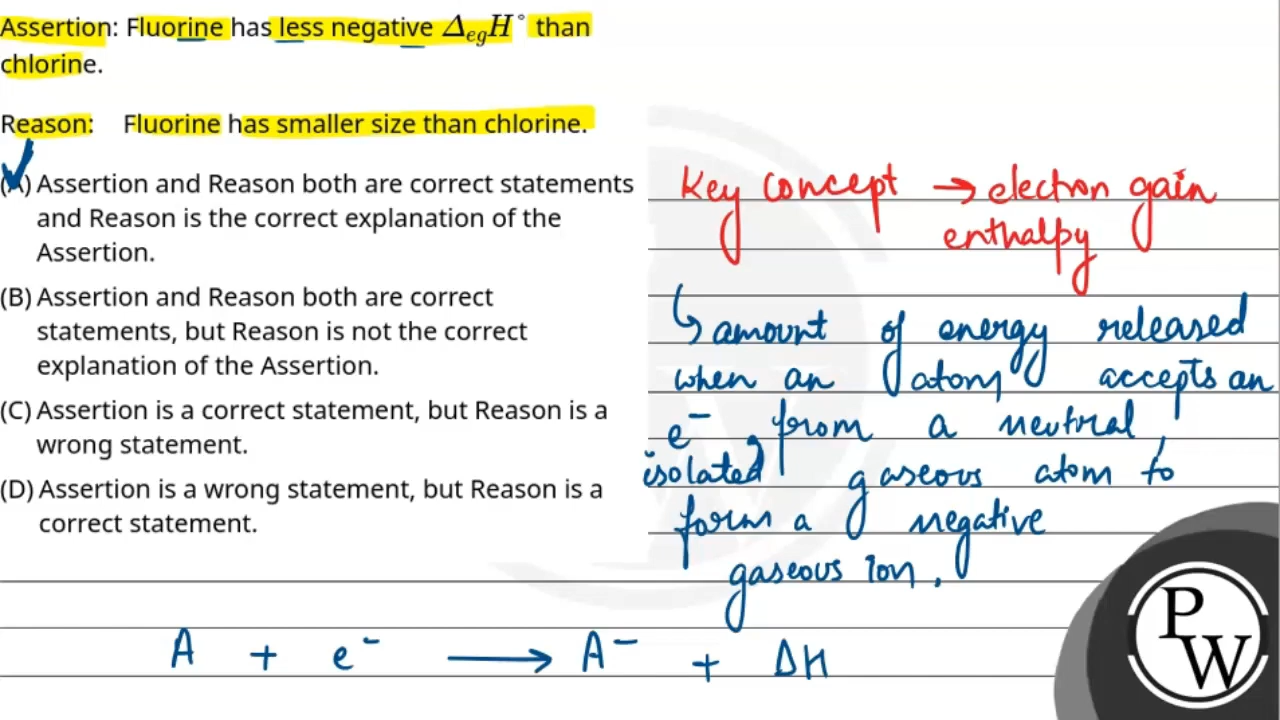 Assertion: Fluorine has less negative Δ_{eg}H° than
chlorine.
Reason: Fluorine has smaller size than chlorine.
(A) Assertion and Reason both are correct statements
and Reason is the correct explanation of the
Assertion.
(B) Assertion and Reason both are correct
statements, but Reason is not the correct
explanation of the Assertion.
(C) Assertion is a correct statement, but Reason is a
wrong statement.
(D) Assertion is a wrong statement, but Reason is a
correct statement.
Key concept → electron gain
enthalpy
↳ amount of energy released
when an atom accepts an
e⁻, from a neutral,
isolated gaseous atom to
form a negative
gaseous ion.
A + e⁻ ⟶ A⁻ + ΔH
P
W